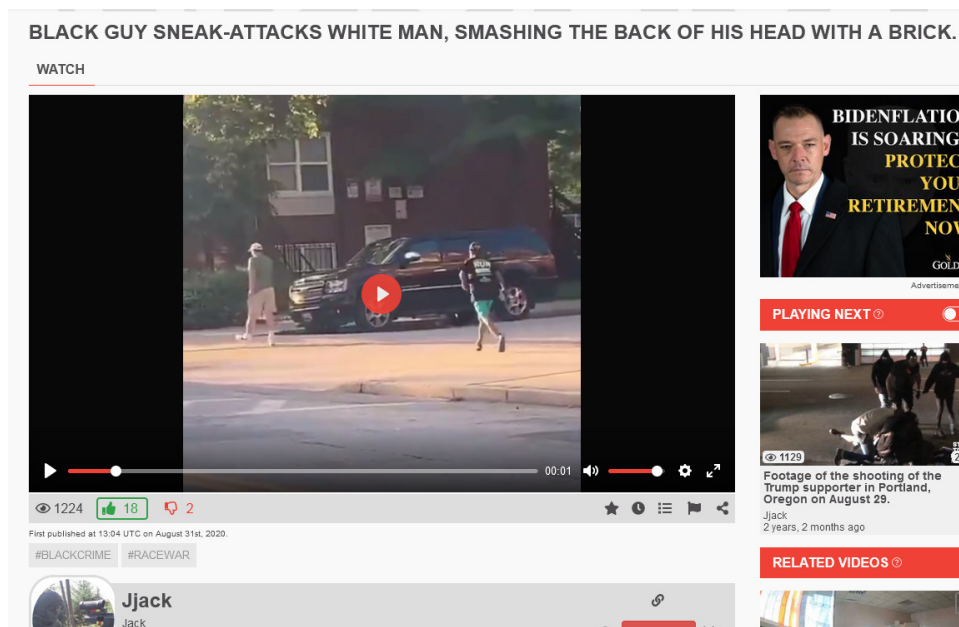 BLACK GUY SNEAK-ATTACKS WHITE MAN, SMASHING THE BACK OF HIS HEAD WITH A BRICK.
WATCH
BIDENFLATIO
IS SOARING
PROTEC
YOU
RETIREMEN
NOW
GOLD
Advertiseme
RUN
00:01
PLAYING NEXT
1129
Footage of the shooting of the
Trump supporter in Portland,
Oregon on August 29.
Jjack
2 years, 2 months ago
1224 18 2
First published at 13:04 UTC on August 31st, 2020.
#BLACKCRIME #RACEWAR
RELATED VIDEOS
Jjack
Jack